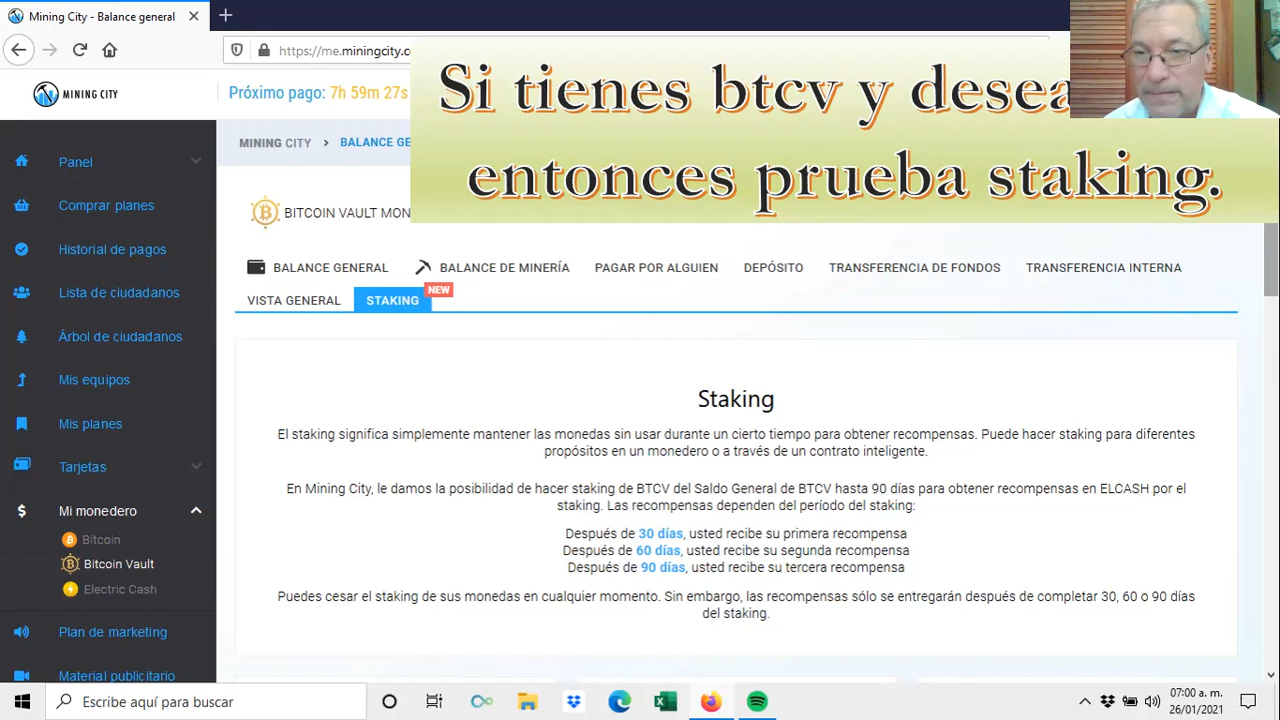 Mining City - Balance general
https://me.miningcity.c
MINING CITY
Próximo pago: 7h 59m 27s
Si tienes btcv y desea
entonces prueba staking.
MINING CITY > BALANCE GE
BITCOIN VAULT MON
BALANCE GENERAL
BALANCE DE MINERÍA
PAGAR POR ALGUIEN
DEPÓSITO
TRANSFERENCIA DE FONDOS
TRANSFERENCIA INTERNA
VISTA GENERAL
STAKING
NEW
Panel
Comprar planes
Historial de pagos
Lista de ciudadanos
Árbol de ciudadanos
Mis equipos
Mis planes
Tarjetas
Mi monedero
Bitcoin
Bitcoin Vault
Electric Cash
Plan de marketing
Material publicitario
Staking
El staking significa simplemente mantener las monedas sin usar durante un cierto tiempo para obtener recompensas. Puede hacer staking para diferentes
propósitos en un monedero o a través de un contrato inteligente.
En Mining City, le damos la posibilidad de hacer staking de BTCV del Saldo General de BTCV hasta 90 días para obtener recompensas en ELCASH por el
staking. Las recompensas dependen del período del staking:
Después de 30 días, usted recibe su primera recompensa
Después de 60 días, usted recibe su segunda recompensa
Después de 90 días, usted recibe su tercera recompensa
Puedes cesar el staking de sus monedas en cualquier momento. Sin embargo, las recompensas sólo se entregarán después de completar 30, 60 o 90 días
del staking.
Escribe aquí para buscar
07:00 a. m.
26/01/2021